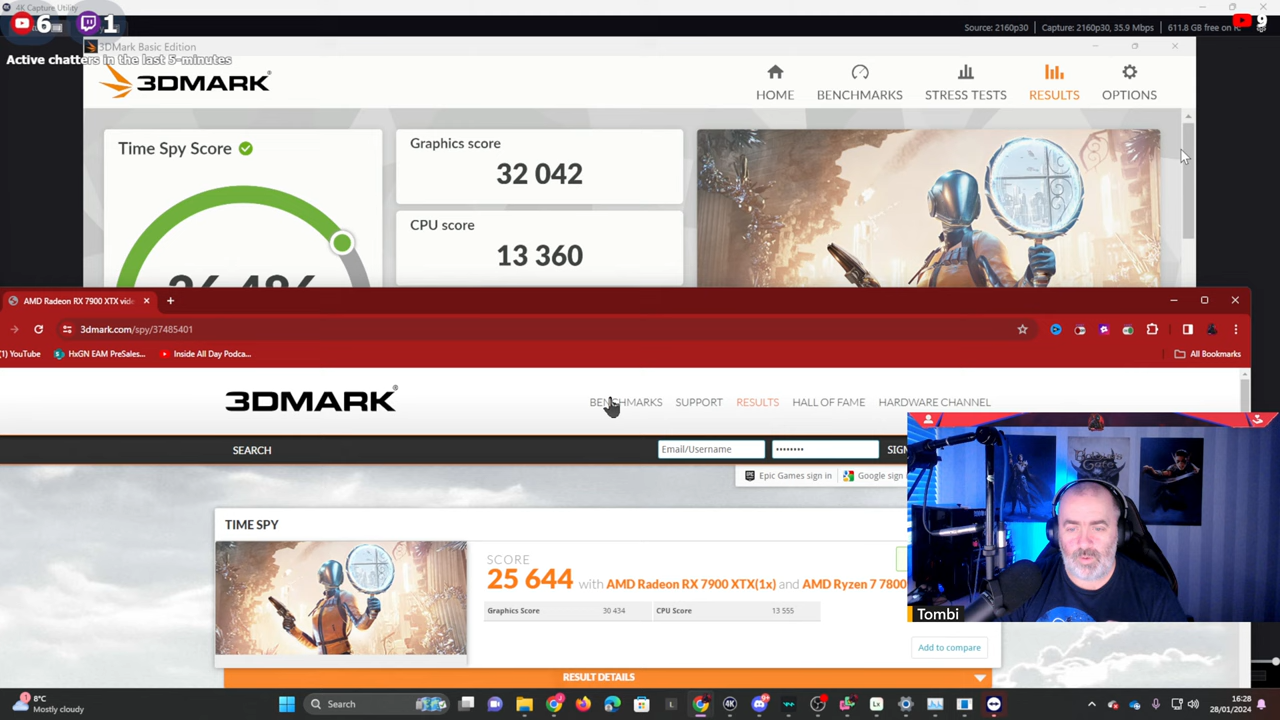 4K Capture Utility
6
1
9
Source: 2160p30 | Capture: 2160p30, 35.9 Mbps | 611.8 GB free on
Active chatters in the last 5-minutes
3DMark Basic Edition
3DMARK
HOME
BENCHMARKS
STRESS TESTS
RESULTS
OPTIONS
Time Spy Score
Graphics score
32 042
CPU score
13 360
AMD Radeon RX 7900 XTX vid
3dmark.com/spy/37485401
1) YouTube
HxGN EAM PreSales...
Inside All Day Podca...
All Bookmarks
3DMARK
BENCHMARKS
SUPPORT
RESULTS
HALL OF FAME
HARDWARE CHANNEL
SEARCH
Email/Username
••••••••
SIGN
Epic Games sign in
Google sign
TIME SPY
SCORE
25 644 with AMD Radeon RX 7900 XTX(1x) and AMD Ryzen 7 7800
Graphics Score 30 434 CPU Score 13 555
Tombi
Add to compare
RESULT DETAILS
8°C
Mostly cloudy
Search
16:28
28/01/2024